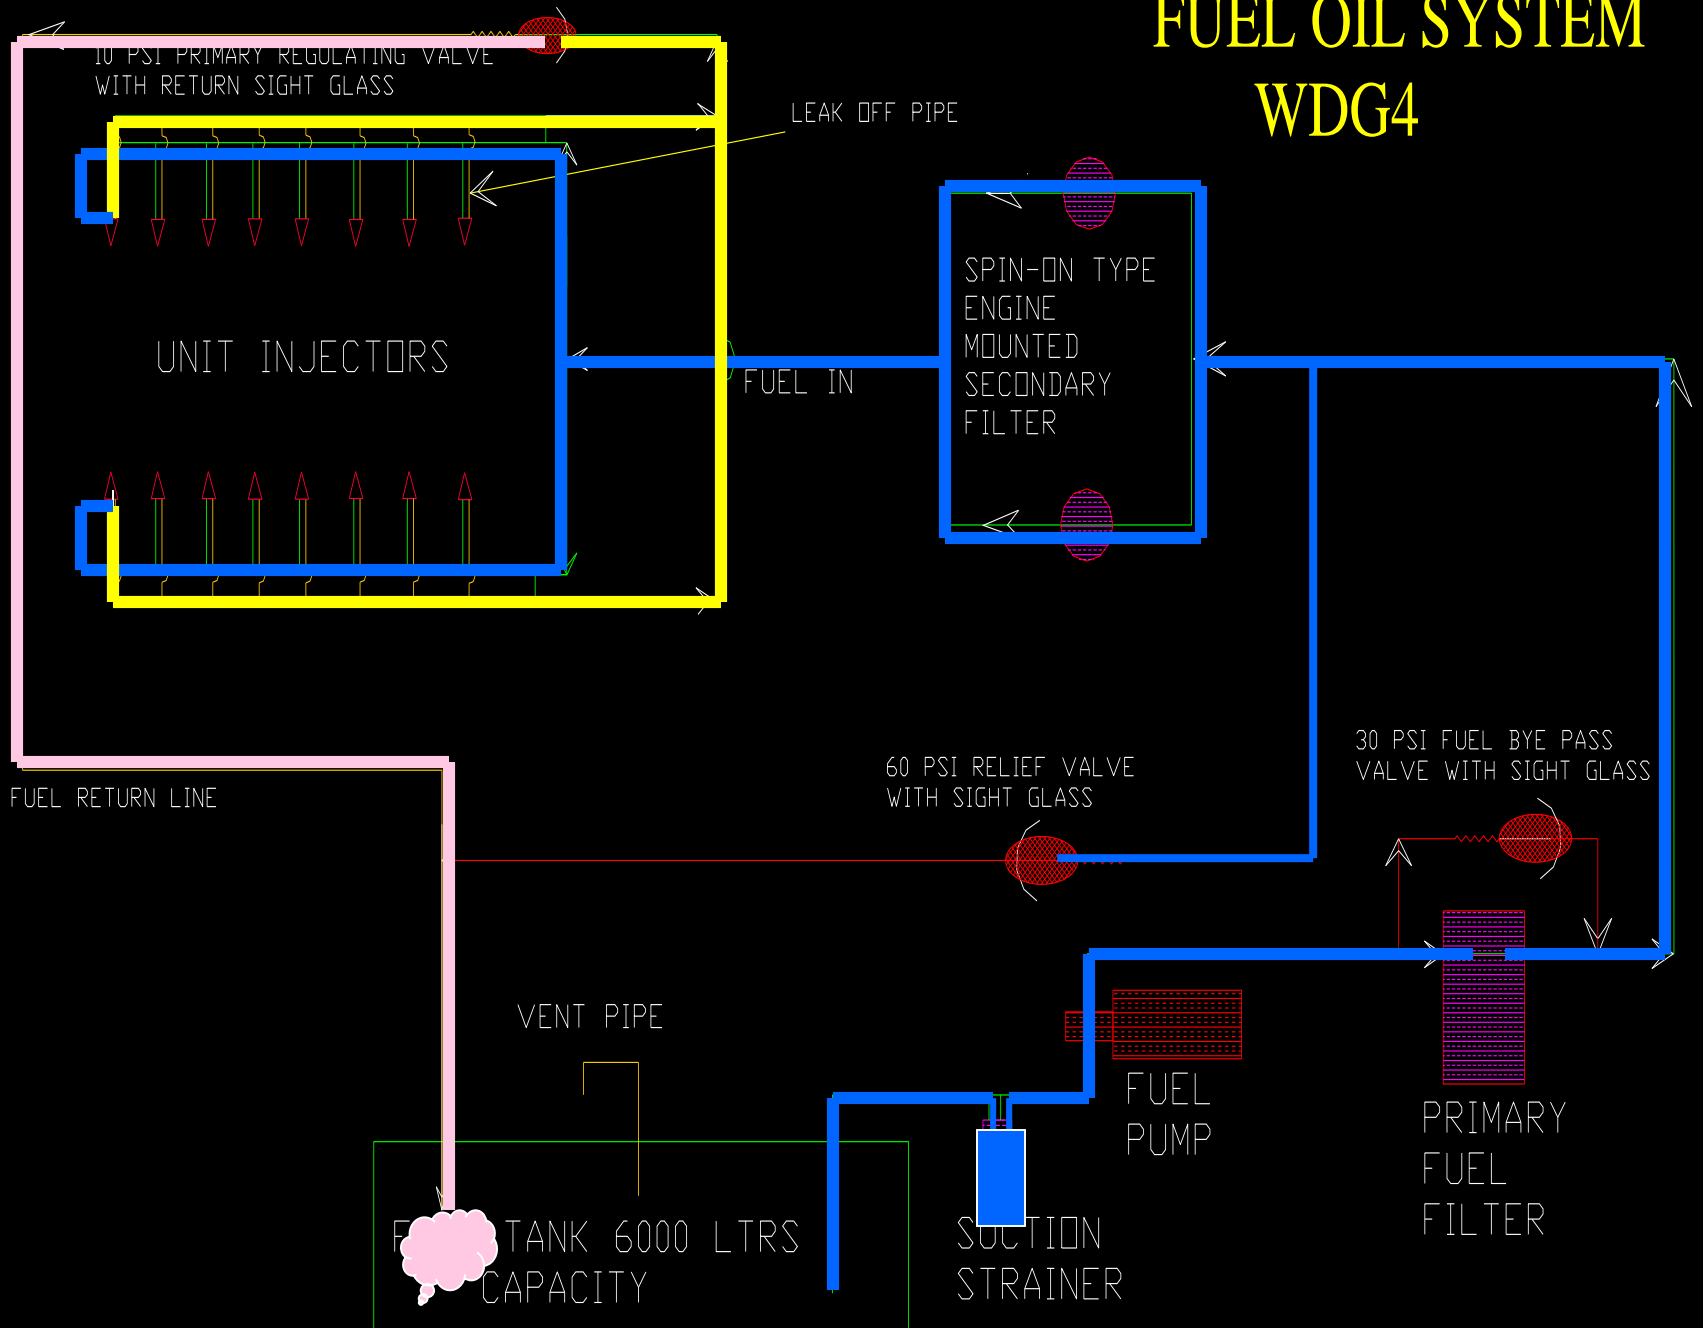 FUEL OIL SYSTEM
WDG4
10 PSI PRIMARY REGULATING VALVE
WITH RETURN SIGHT GLASS
LEAK OFF PIPE
UNIT INJECTORS
FUEL IN
SPIN-ON TYPE
ENGINE
MOUNTED
SECONDARY
FILTER
FUEL RETURN LINE
60 PSI RELIEF VALVE
WITH SIGHT GLASS
30 PSI FUEL BYE PASS
VALVE WITH SIGHT GLASS
VENT PIPE
FUEL
PUMP
PRIMARY
FUEL
FILTER
TANK 6000 LTRS
CAPACITY
SUCTION
STRAINER